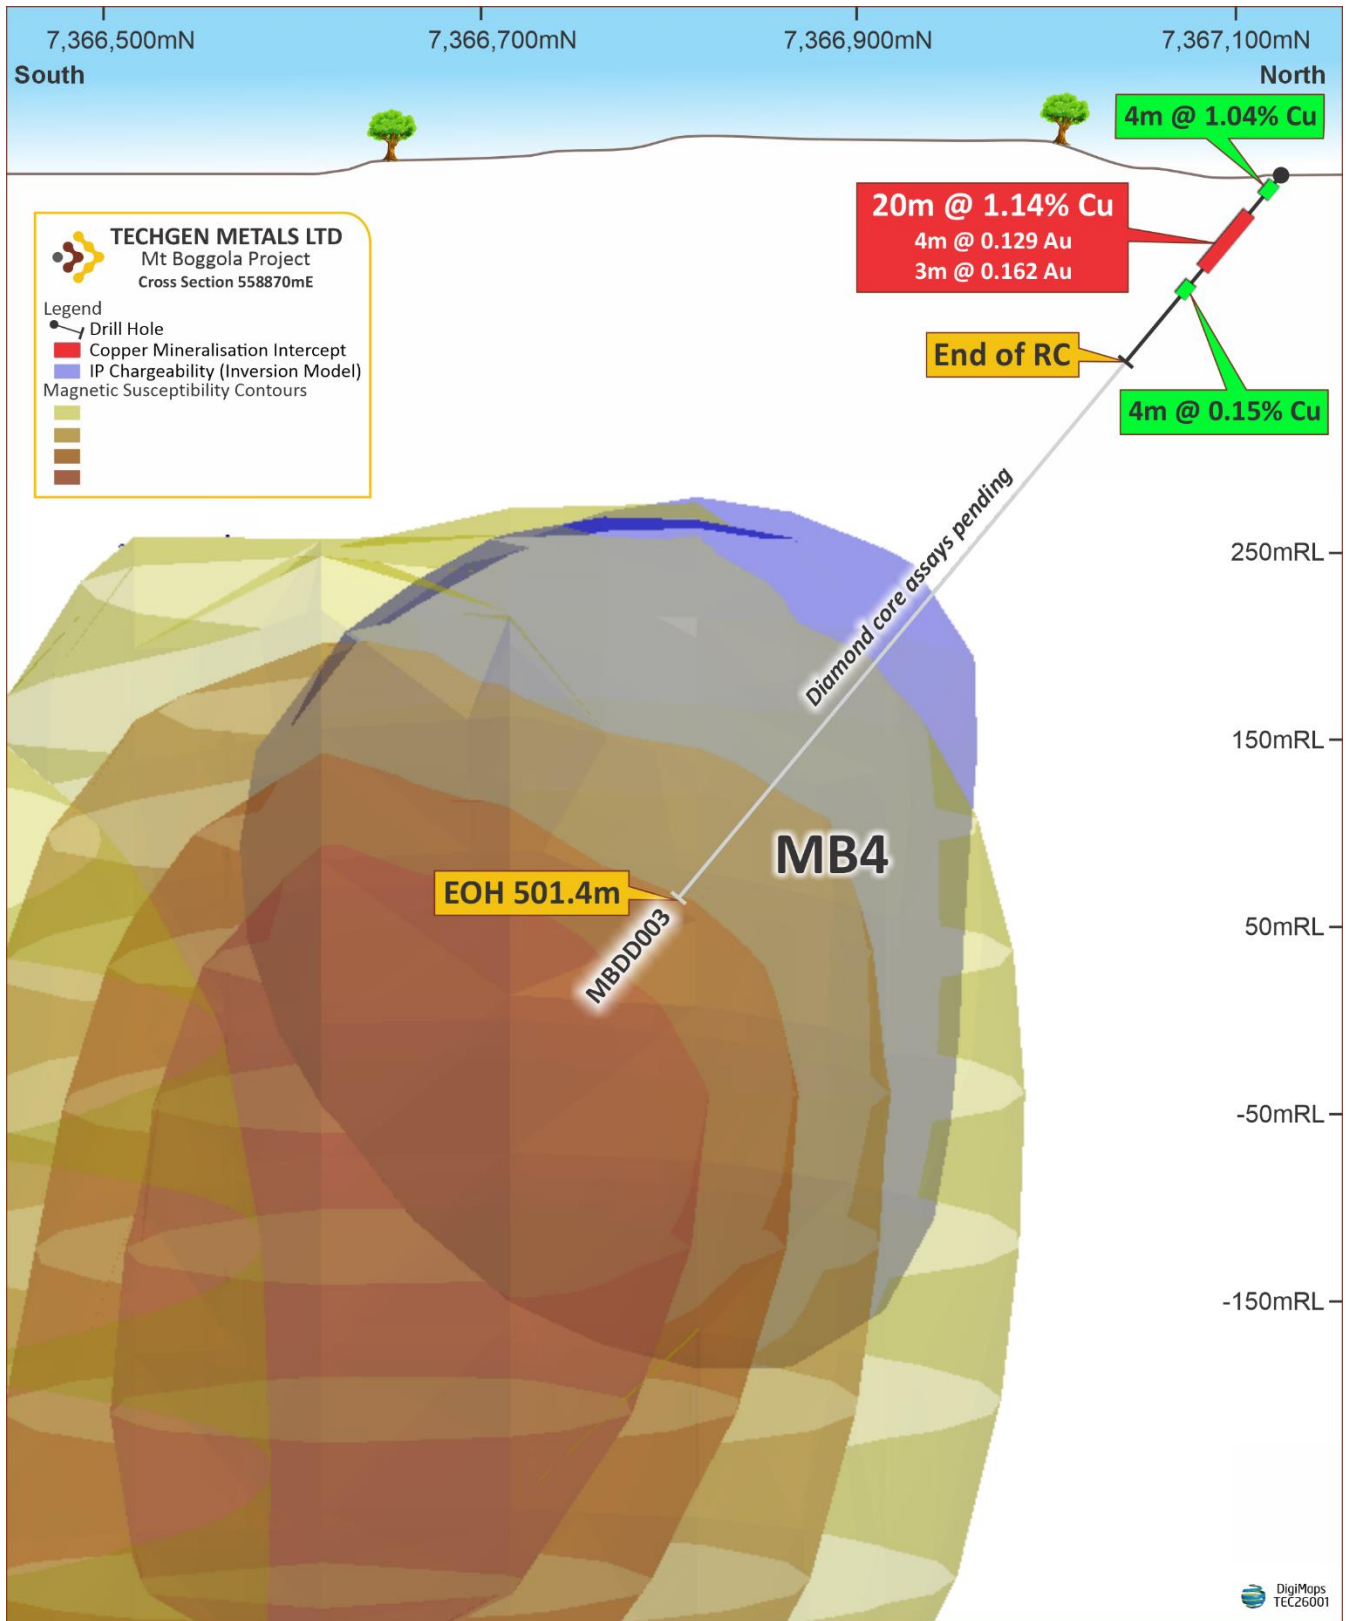 7,366,500mN
7,366,700mN
7,366,900mN
7,367,100mN
South
North
4m @ 1.04% Cu
20m @ 1.14% Cu
4m @ 0.129 Au
3m @ 0.162 Au
TECHGEN METALS LTD
Mt Boggola Project
Cross Section 558870mE
Legend
Drill Hole
Copper Mineralisation Intercept
IP Chargeability (Inversion Model)
Magnetic Susceptibility Contours
End of RC
4m @ 0.15% Cu
Diamond core assays pending
250mRL
150mRL
MB4
EOH 501.4m
50mRL
MBDD003
-50mRL
-150mRL
DigiMaps
TEC26001